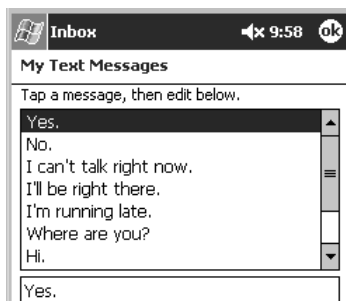 Inbox 9:58 ok
My Text Messages
Tap a message, then edit below.
Yes.
No.
I can't talk right now.
I'll be right there.
I'm running late.
Where are you?
Hi.
Yes.